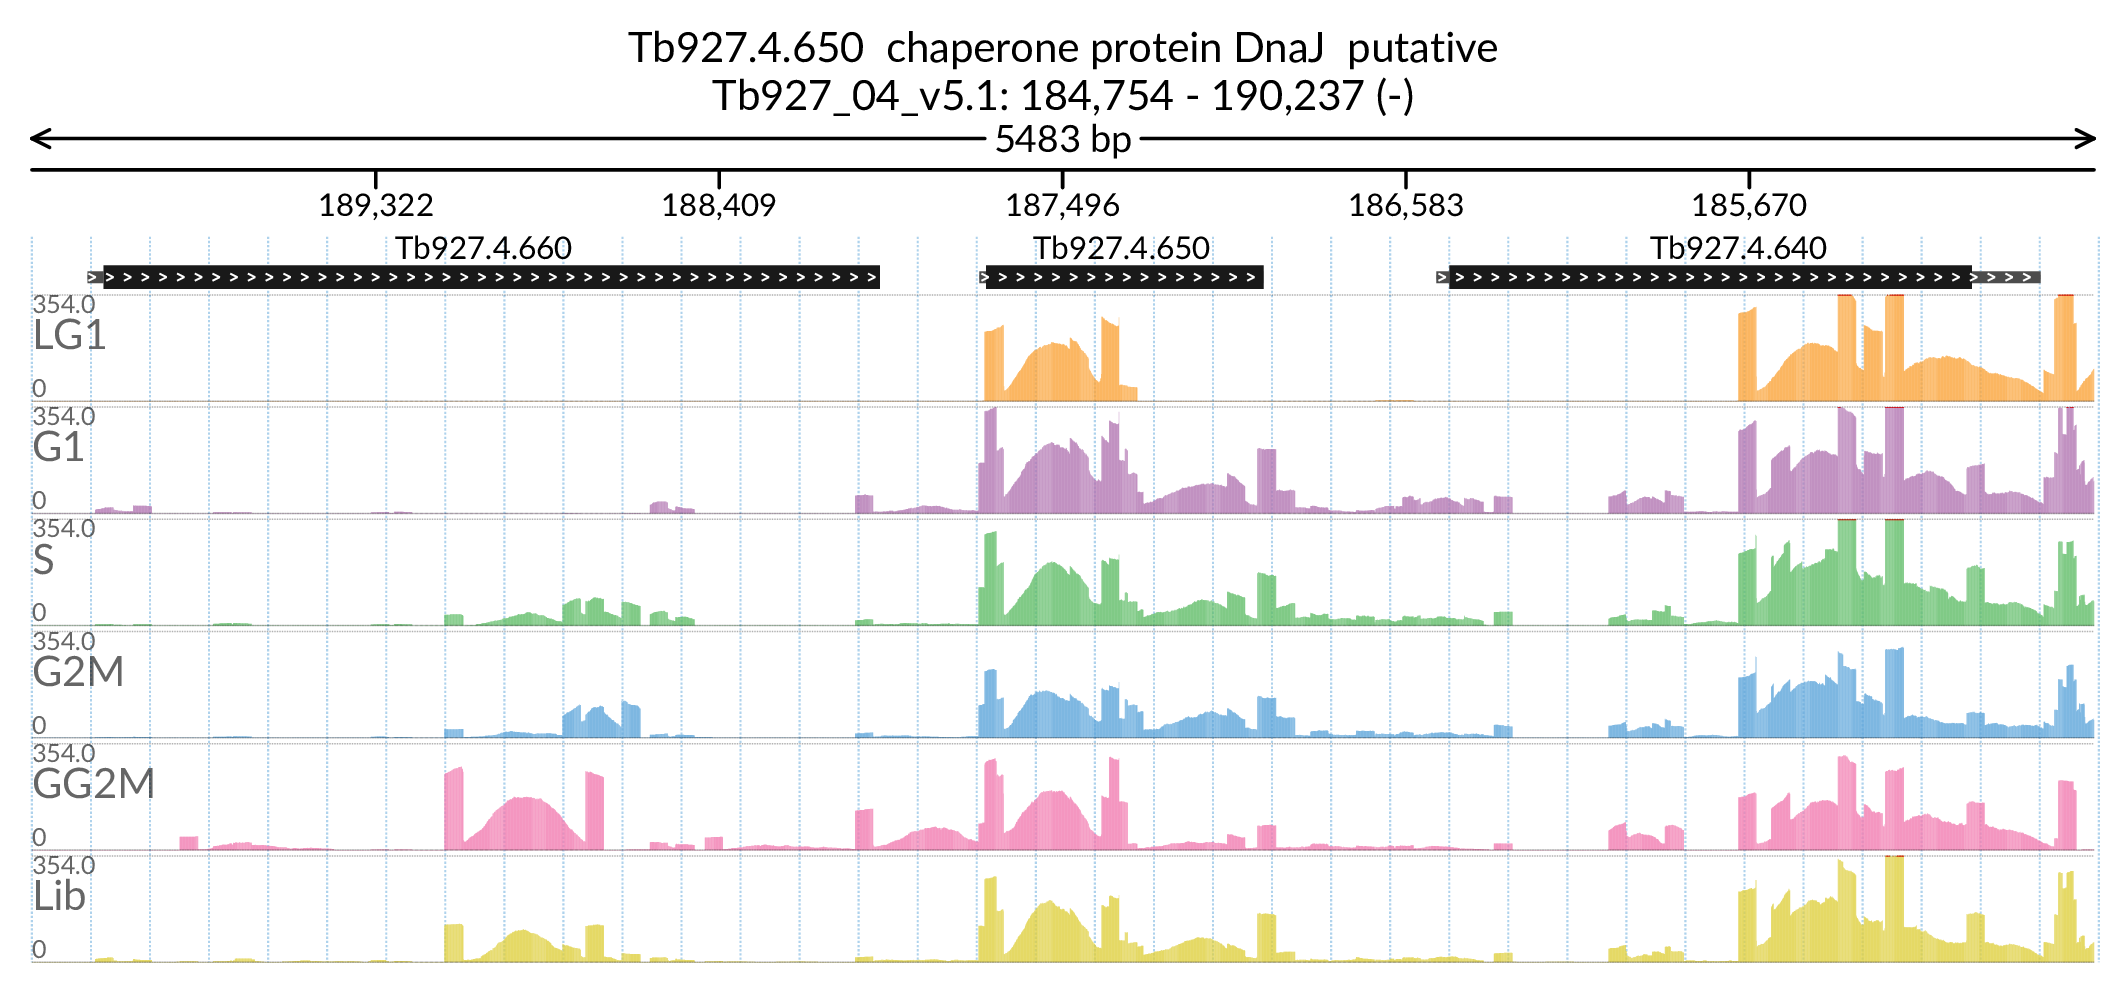 Tb927.4.650 chaperone protein DnaJ putative
Tb927_04_v5.1: 184,754 - 190,237 (-)
5483 bp
189,322 188,409 187,496 186,583 185,670
Tb927.4.660 Tb927.4.650 Tb927.4.640
354.0
LG1
0
354.0
G1
0
354.0
S
0
354.0
G2M
0
354.0
GG2M
0
354.0
Lib
0